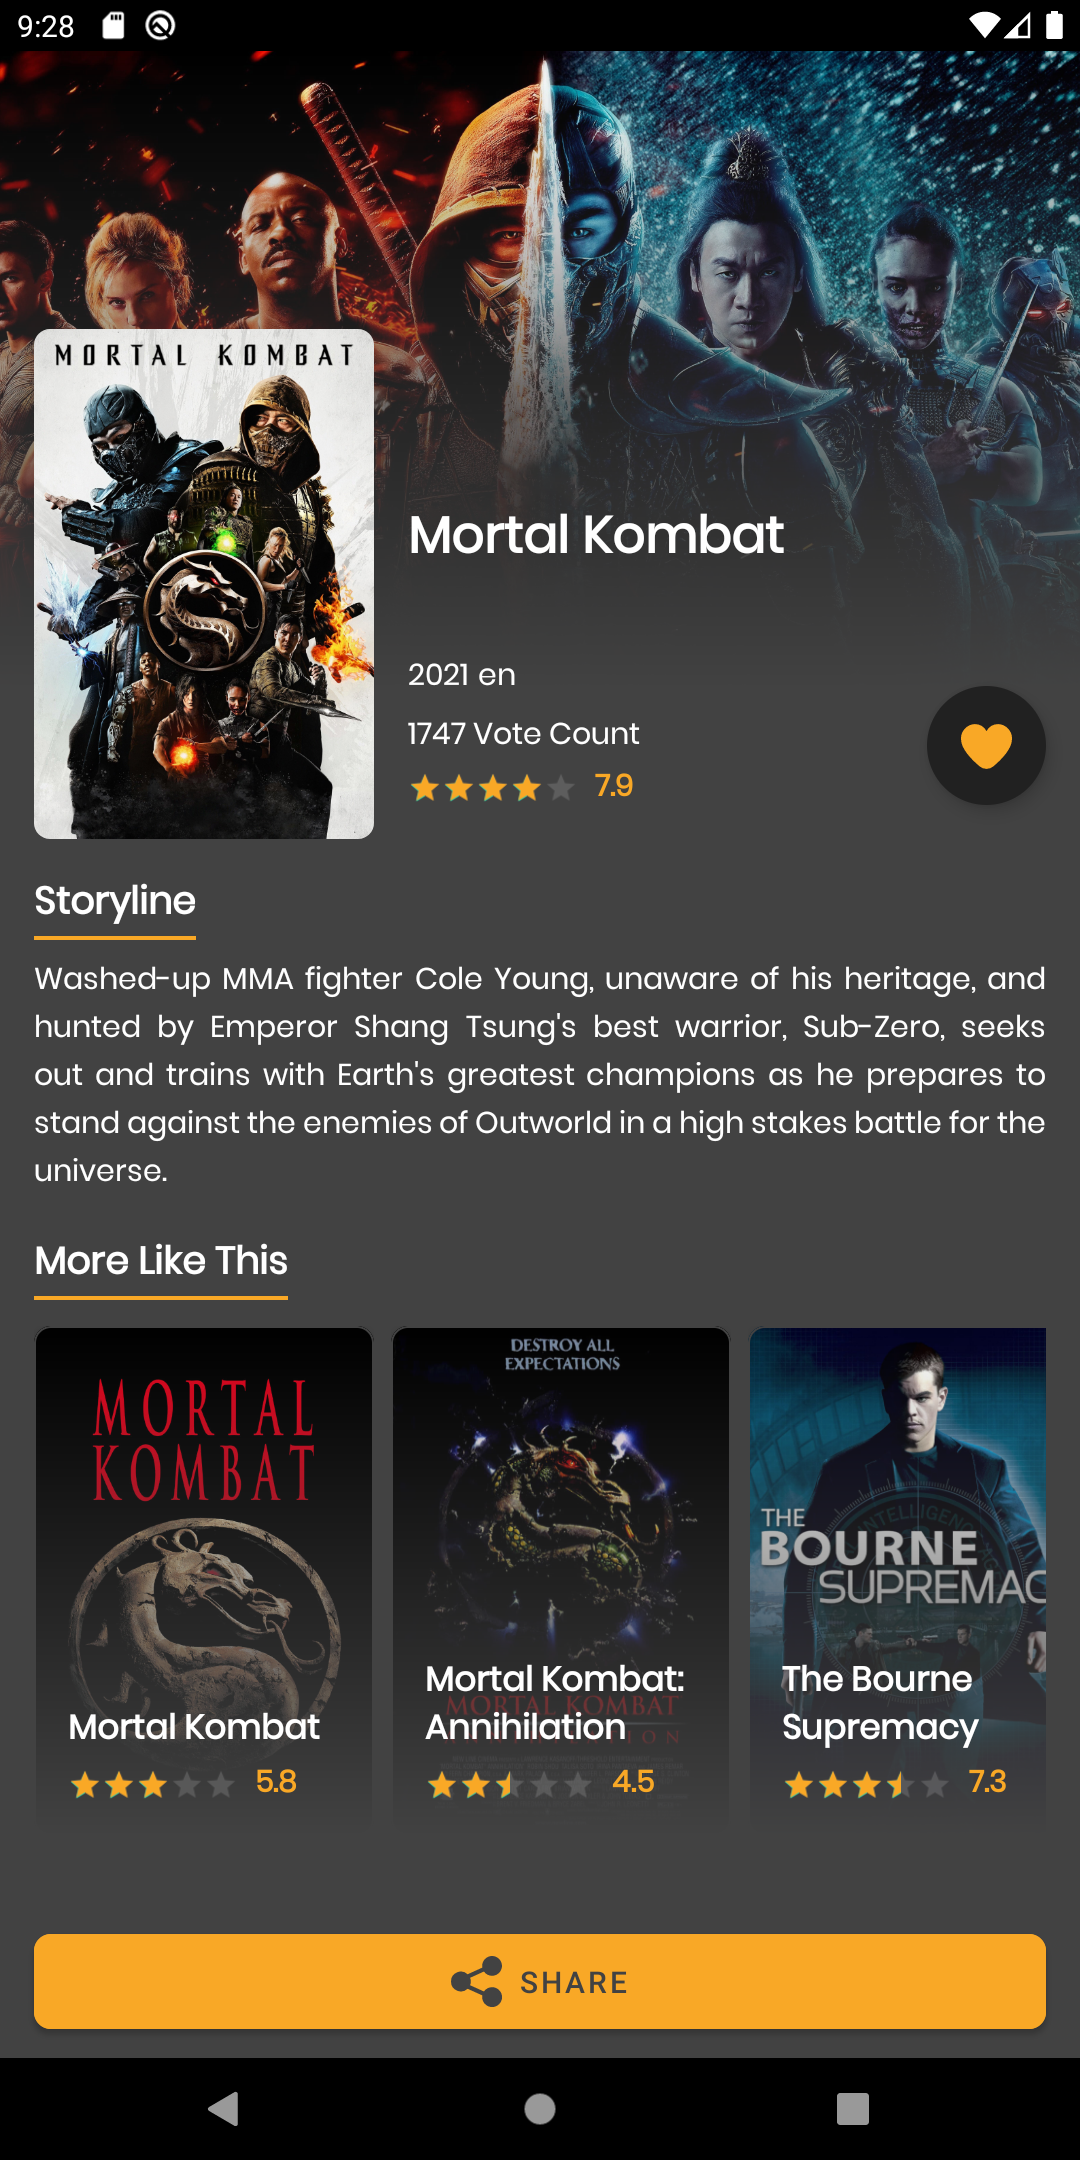 9:28
MORTAL KOMBAT
Mortal Kombat
2021 en
1747 Vote Count
7.9
Storyline
Washed-up MMA fighter Cole Young, unaware of his heritage, and
hunted by Emperor Shang Tsung's best warrior, Sub-Zero, seeks
out and trains with Earth's greatest champions as he prepares to
stand against the enemies of Outworld in a high stakes battle for the
universe.
More Like This
MORTAL
KOMBAT
Mortal Kombat
5.8
DESTROY ALL
EXPECTATIONS
MORTAL KOMBAT
Mortal Kombat:
Annihilation
4.5
INTELLIGENCE
THE
BOURNE
SUPREMAC
The Bourne
Supremacy
7.3
SHARE